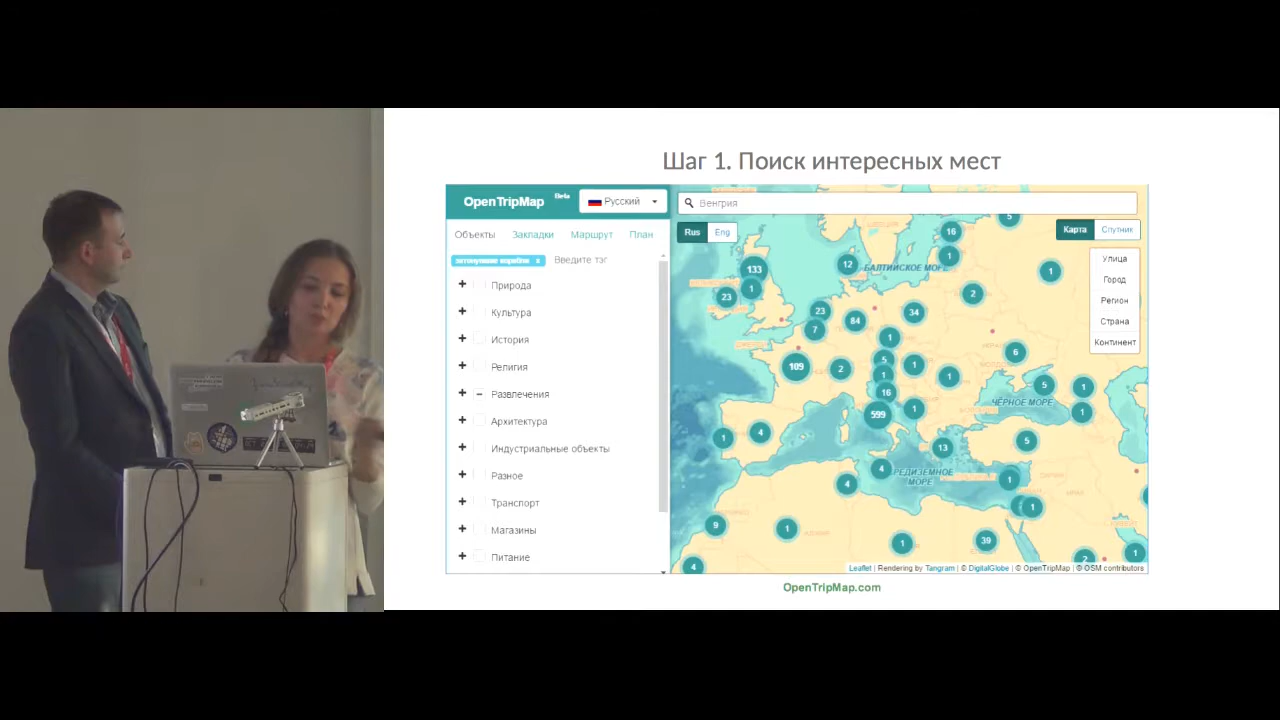 Шаг 1. Поиск интересных мест
OpenTripMap Beta
Русский
Венгрия
Объекты Закладки Маршрут План
Rus Eng
Карта Спутник
затонувшие корабли x Введите тэг
Природа
Культура
История
Религия
Развлечения
Архитектура
Индустриальные объекты
Разное
Транспорт
Магазины
Питание
Улица
Город
Регион
Страна
Континент
5
16
1
12
БАЛТИЙСКОЕ МОРЕ
133
1
23
1
2
23
7
84
34
1
5
1
109
2
1
1
6
5
1
ЧЁРНОЕ МОРЕ
1
16
599
1
1
4
13
5
4
РЕДИЗЕМНОЕ
МОРЕ
4
1
1
9
1
1
39
2
1
4
Leaflet | Rendering by Tangram | © DigitalGlobe | © OpenTripMap | © OSM contributors
OpenTripMap.com